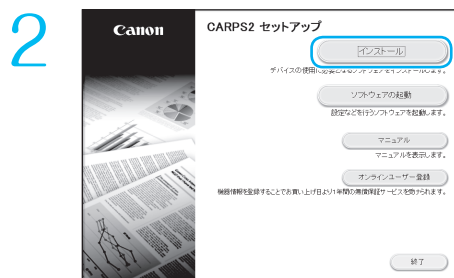 2
Canon
CARPS2 セットアップ
インストール
デバイスの使用に必要となるソフトウェアをインストールします。
ソフトウェアの起動
設定などを行うソフトウェアを起動します。
マニュアル
マニュアルを表示します。
オンラインユーザー登録
機器情報を登録することでお買い上げ日より1年間の無償保証サービスを受けられます。
終了